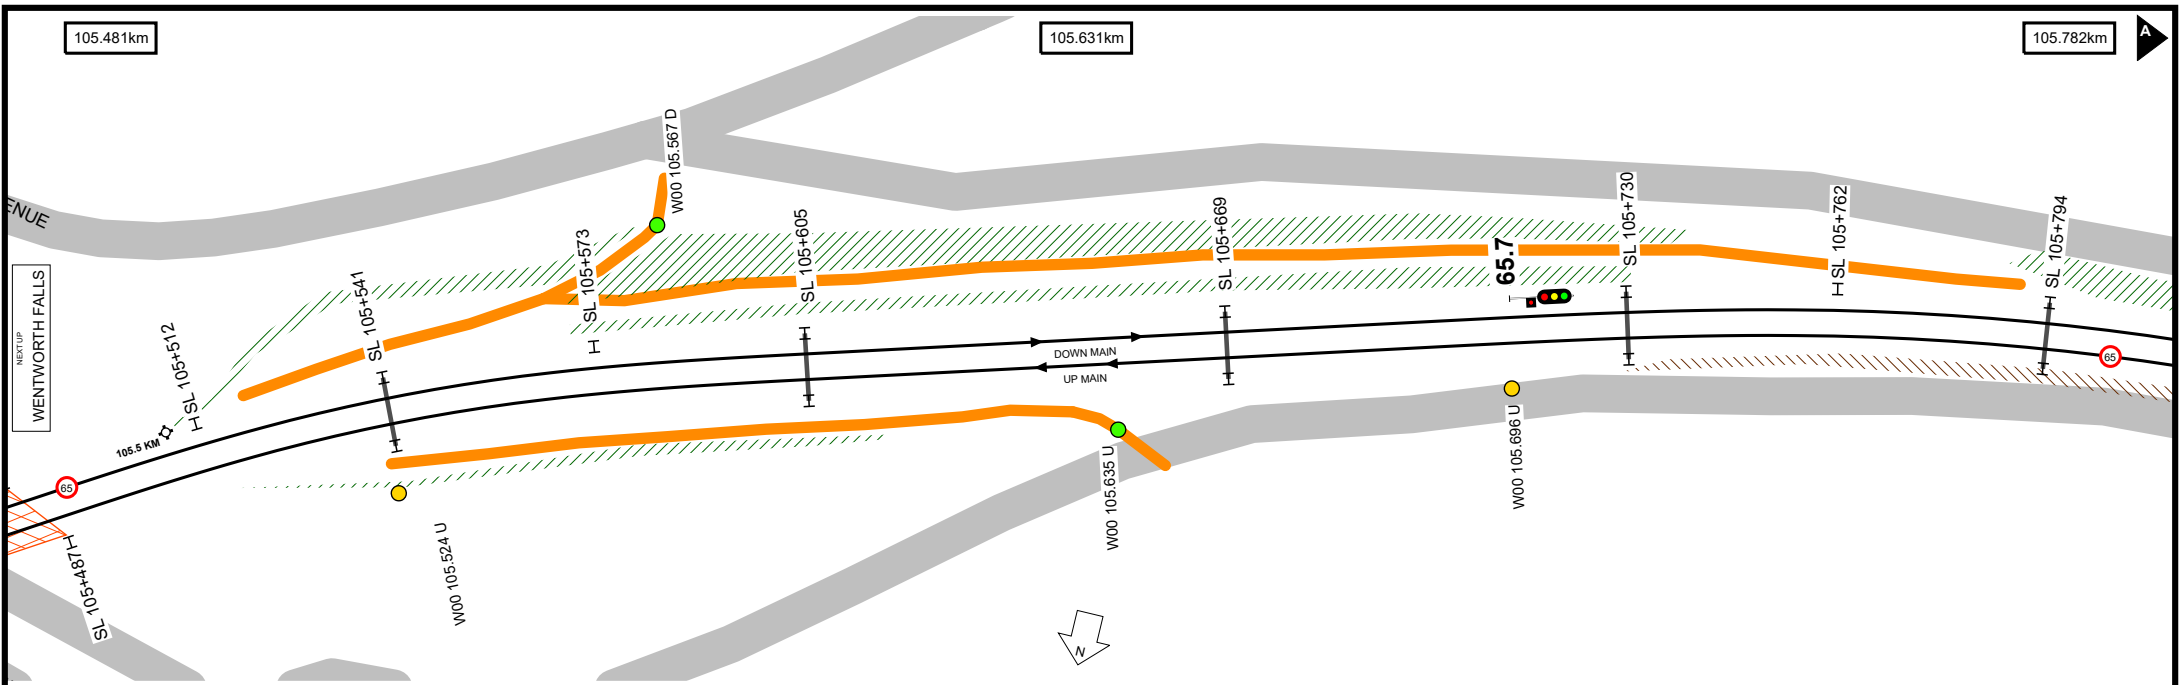 105.481km
105.631km
105.782km
A
ENUE
W00 105.567 D
NEXT UP
WENTWORTH FALLS
SL 105+512
SL 105+541
SL 105+573
SL 105+605
SL 105+669
65.7
SL 105+730
SL 105+762
SL 105+794
DOWN MAIN
UP MAIN
105.5 KM
65
65
SL 105+487
W00 105.524 U
W00 105.635 U
W00 105.696 U
N